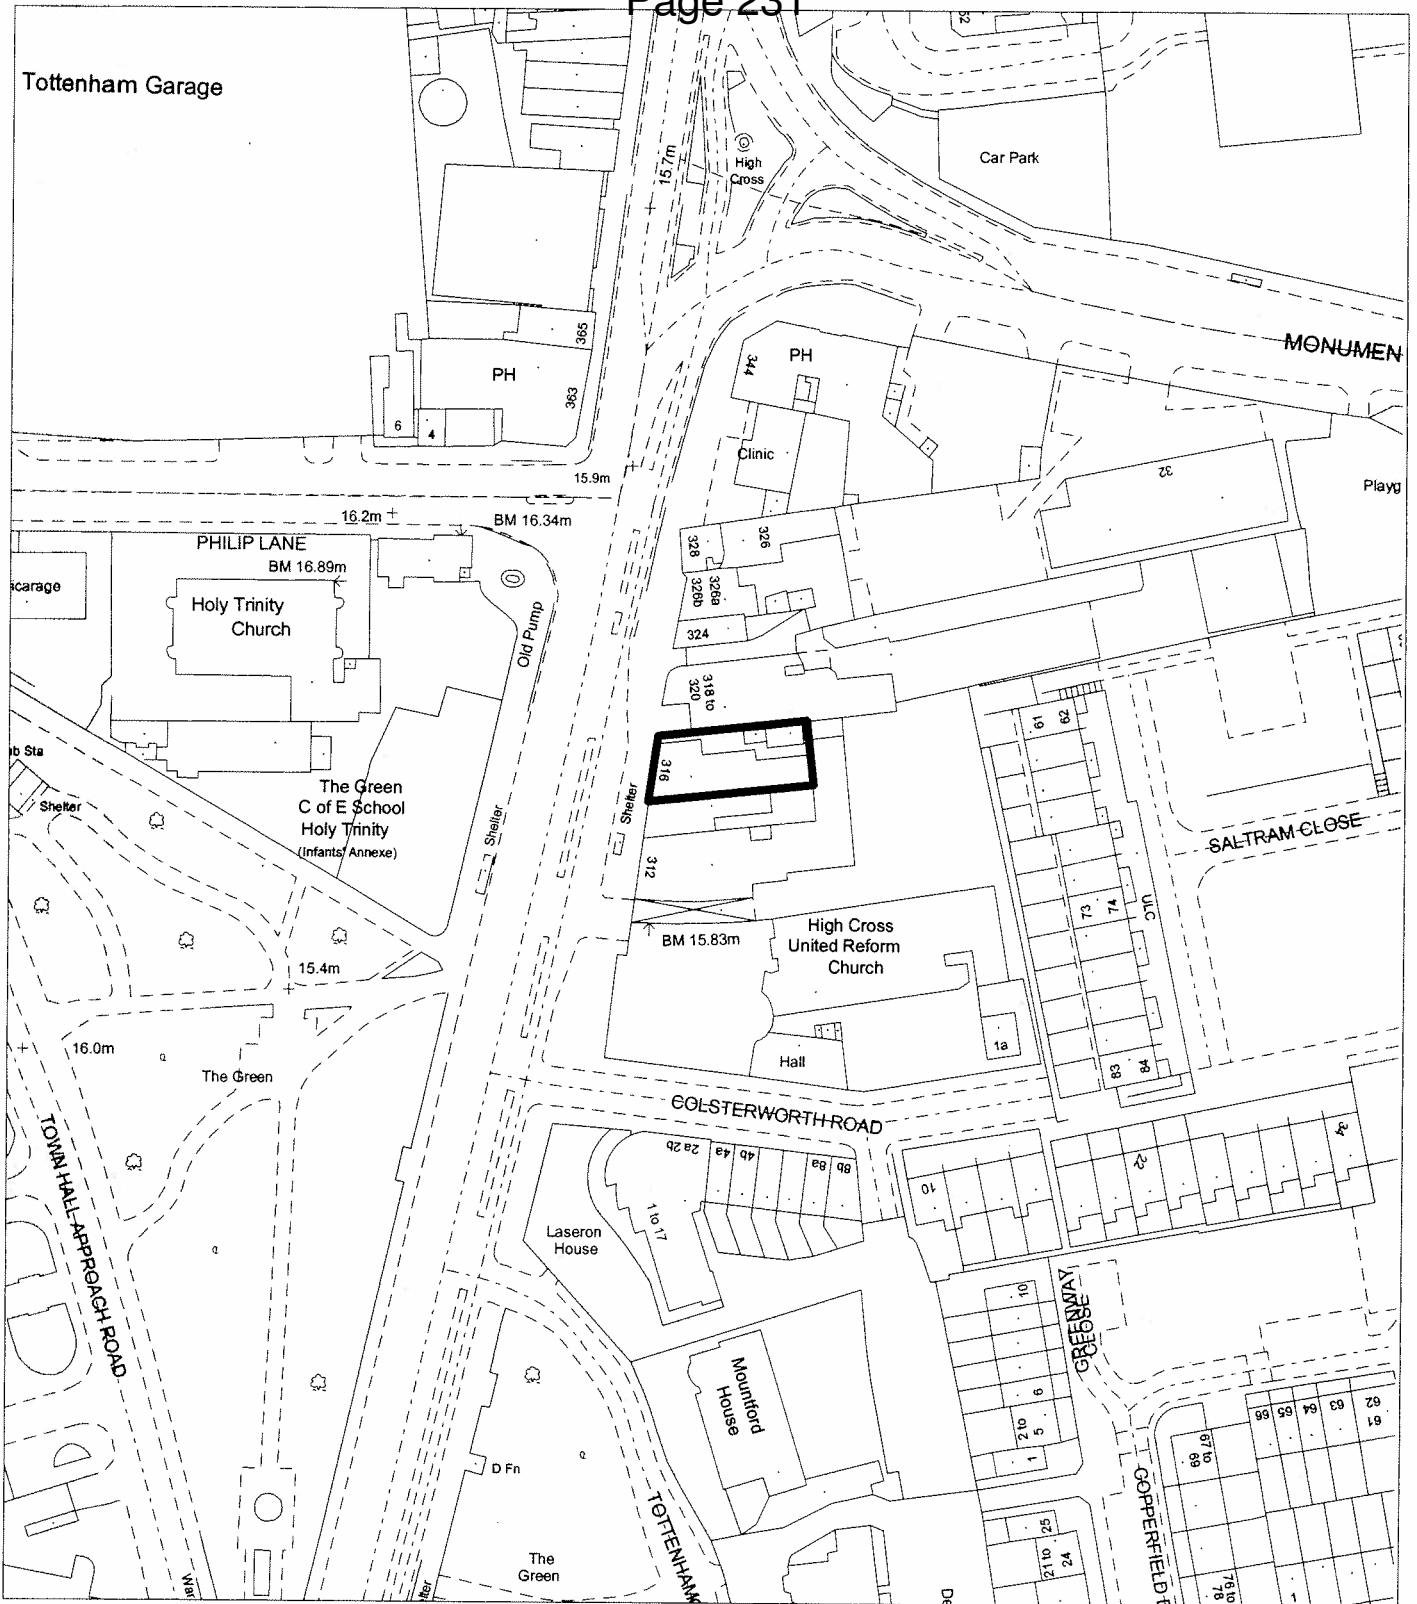 Page 231
Tottenham Garage
52
15.7m
High
Cross
Car Park
MONUMEN
365
PH
363
6
4
344
PH
Clinic
32
Playg
15.9m
16.2m
BM 16.34m
PHILIP LANE
BM 16.89m
icarage
Holy Trinity
Church
Old Pump
328
326
326b
326a
324
318 to
320
61
62
316
ub Sta
Shelter
The Green
C of E School
Holy Trinity
(Infants' Annexe)
Shelter
Shelter
312
SALTRAM CLOSE
73
74
ULC
BM 15.83m
High Cross
United Reform
Church
15.4m
16.0m
The Green
Hall
1a
83
84
COLSTERWORTH ROAD
2a 2b
4a
4b
8a
8b
10
22
34
TOWN HALL APPROACH ROAD
Laseron
House
1 to 17
GREENWAY
CLOSE
10
6
2 to
5
1
Mountford
House
66
65
64
63
62
61
67 to
69
D Fn
COPPERFIELD
TOTTENHAM
The
Green
25
21 to
24
76 to
78
1
War
lter
De